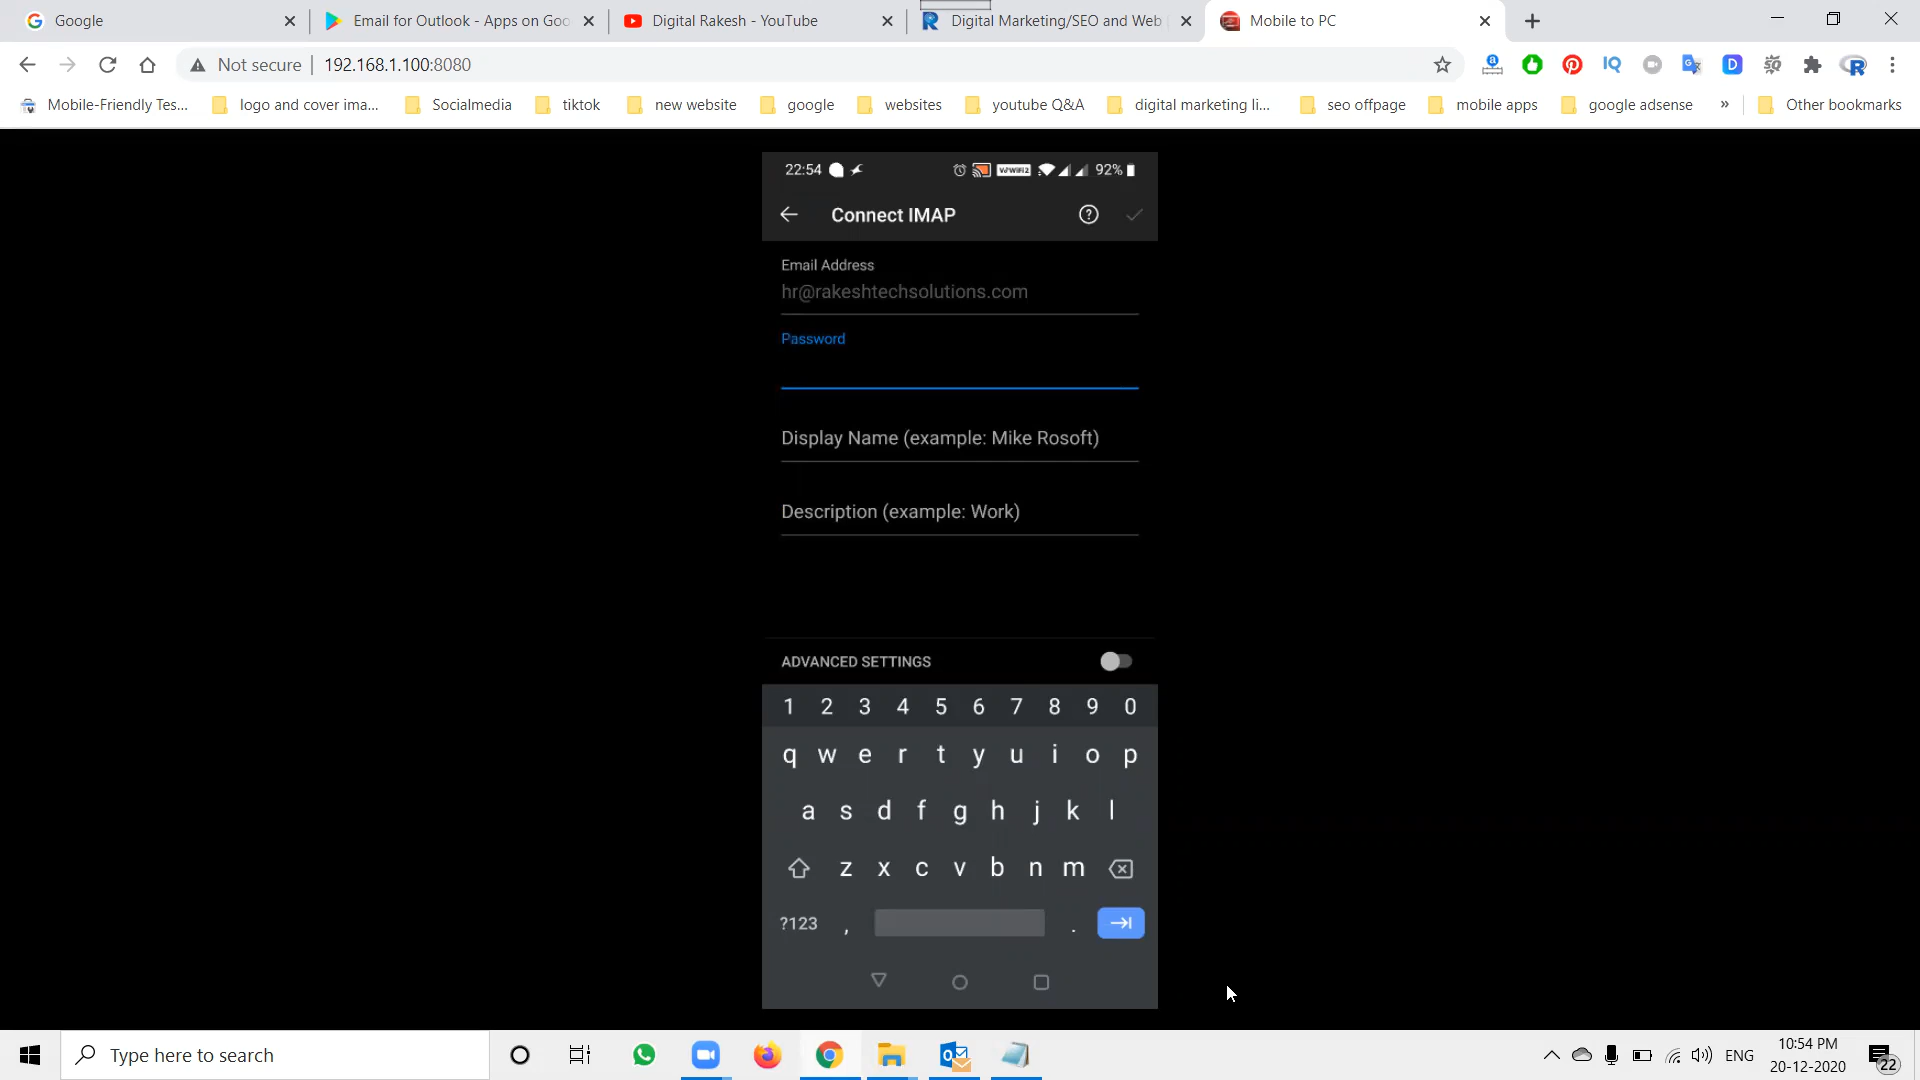 Google
Email for Outlook - Apps on Goo
Digital Rakesh - YouTube
Digital Marketing/SEO and Web
Mobile to PC
Not secure
192.168.1.100:8080
Mobile-Friendly Tes...
logo and cover ima...
Socialmedia
tiktok
new website
google
websites
youtube Q&A
digital marketing li...
seo offpage
mobile apps
google adsense
»
Other bookmarks
22:54
VoWiFi2
92%
Connect IMAP
Email Address
hr@rakeshtechsolutions.com
Password
Display Name (example: Mike Rosoft)
Description (example: Work)
ADVANCED SETTINGS
1 2 3 4 5 6 7 8 9 0
q w e r t y u i o p
a s d f g h j k l
z x c v b n m
?123 , .
Type here to search
ENG
10:54 PM
20-12-2020
22